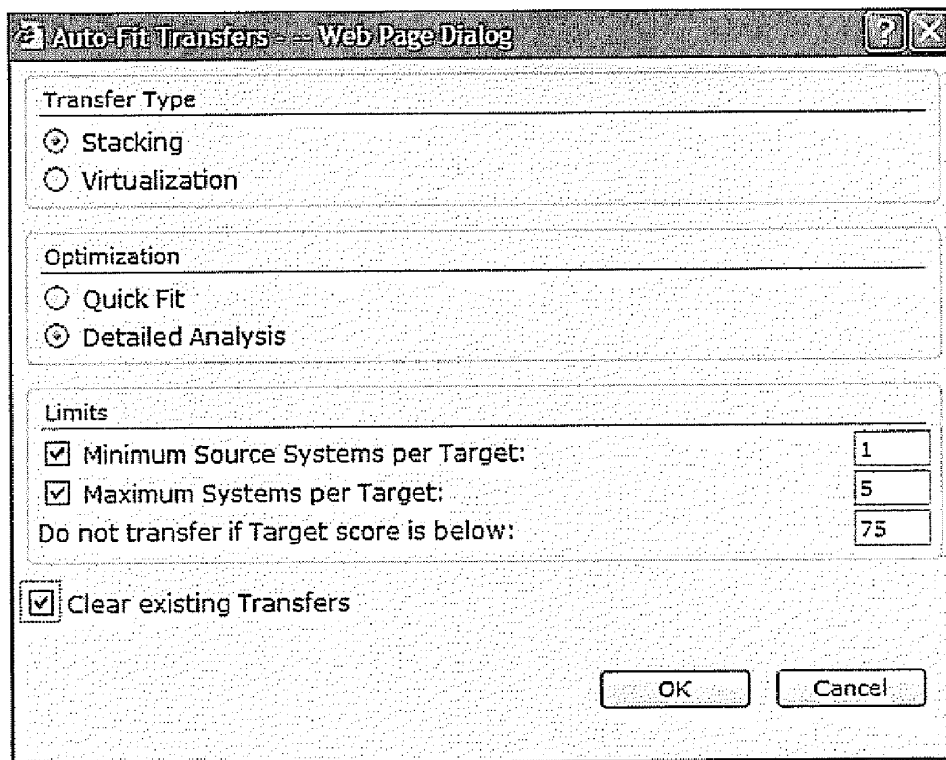 Auto-Fit Transfers - -- Web Page Dialog
Transfer Type
Stacking
Virtualization
Optimization
Quick Fit
Detailed Analysis
Limits
Minimum Source Systems per Target: 1
Maximum Systems per Target: 5
Do not transfer if Target score is below: 75
Clear existing Transfers
OK Cancel